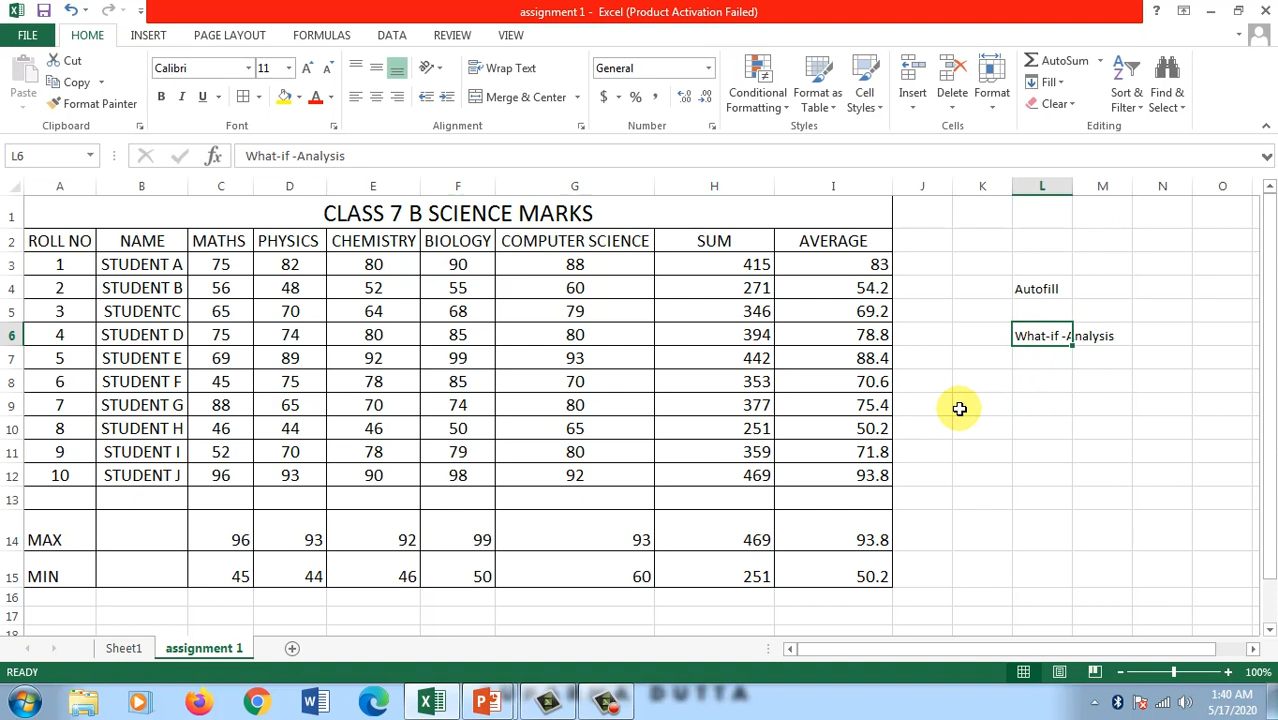 assignment 1 - Excel (Product Activation Failed)
FILE HOME INSERT PAGE LAYOUT FORMULAS DATA REVIEW VIEW
Paste
Cut
Copy
Format Painter
Clipboard
Calibri 11
B I U
Font
Wrap Text
Merge & Center
Alignment
General
$ % ,
Number
Conditional Formatting
Format as Table
Cell Styles
Styles
Insert
Delete
Format
Cells
AutoSum
Fill
Clear
Sort & Filter
Find & Select
Editing
L6 fx What-if -Analysis
A B C D E F G H I J K L M N O
1 CLASS 7 B SCIENCE MARKS
2 ROLL NO NAME MATHS PHYSICS CHEMISTRY BIOLOGY COMPUTER SCIENCE SUM AVERAGE
3 1 STUDENT A 75 82 80 90 88 415 83
4 2 STUDENT B 56 48 52 55 60 271 54.2 Autofill
5 3 STUDENTC 65 70 64 68 79 346 69.2
6 4 STUDENT D 75 74 80 85 80 394 78.8 What-if -Analysis
7 5 STUDENT E 69 89 92 99 93 442 88.4
8 6 STUDENT F 45 75 78 85 70 353 70.6
9 7 STUDENT G 88 65 70 74 80 377 75.4
10 8 STUDENT H 46 44 46 50 65 251 50.2
11 9 STUDENT I 52 70 78 79 80 359 71.8
12 10 STUDENT J 96 93 90 98 92 469 93.8
13
14 MAX 96 93 92 99 93 469 93.8
15 MIN 45 44 46 50 60 251 50.2
16
17
18
Sheet1 assignment 1
READY 100%
DUTTA
1:40 AM
5/17/2020